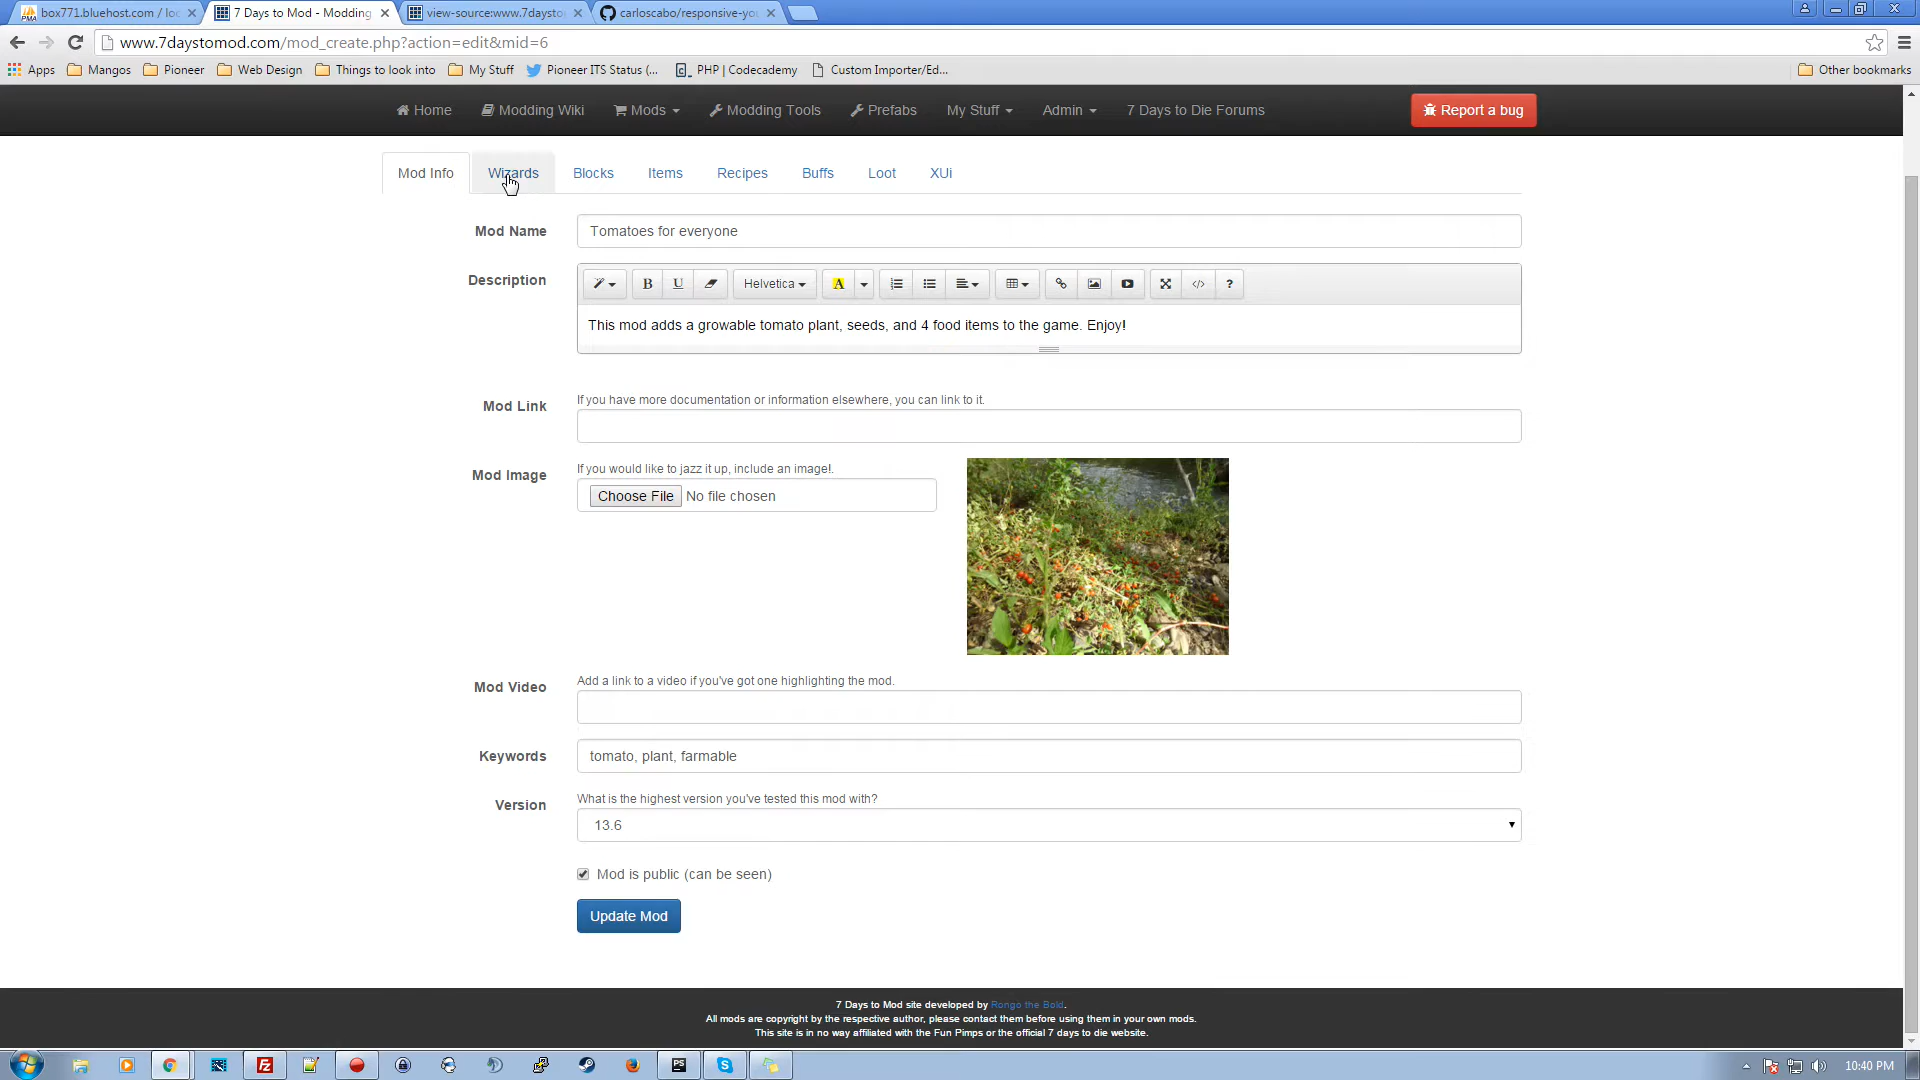 box771.bluehost.com / loc
7 Days to Mod - Modding
view-source:www.7daysto
carloscabo/responsive-yo
www.7daystomod.com/mod_create.php?action=edit&mid=6
Apps Mangos Pioneer Web Design Things to look into My Stuff Pioneer ITS Status (... PHP | Codecademy Custom Importer/Ed... Other bookmarks
Home Modding Wiki Mods Modding Tools Prefabs My Stuff Admin 7 Days to Die Forums Report a bug
Mod Info Wizards Blocks Items Recipes Buffs Loot XUi
Mod Name Tomatoes for everyone
Description
B U Helvetica A ?
This mod adds a growable tomato plant, seeds, and 4 food items to the game. Enjoy!
Mod Link If you have more documentation or information elsewhere, you can link to it.
Mod Image If you would like to jazz it up, include an image!.
Choose File No file chosen
Mod Video Add a link to a video if you've got one highlighting the mod.
Keywords tomato, plant, farmable
Version What is the highest version you've tested this mod with?
13.6
Mod is public (can be seen)
Update Mod
7 Days to Mod site developed by Rongo the Bold.
All mods are copyright by the respective author, please contact them before using them in your own mods.
This site is in no way affiliated with the Fun Pimps or the official 7 days to die website.
10:40 PM